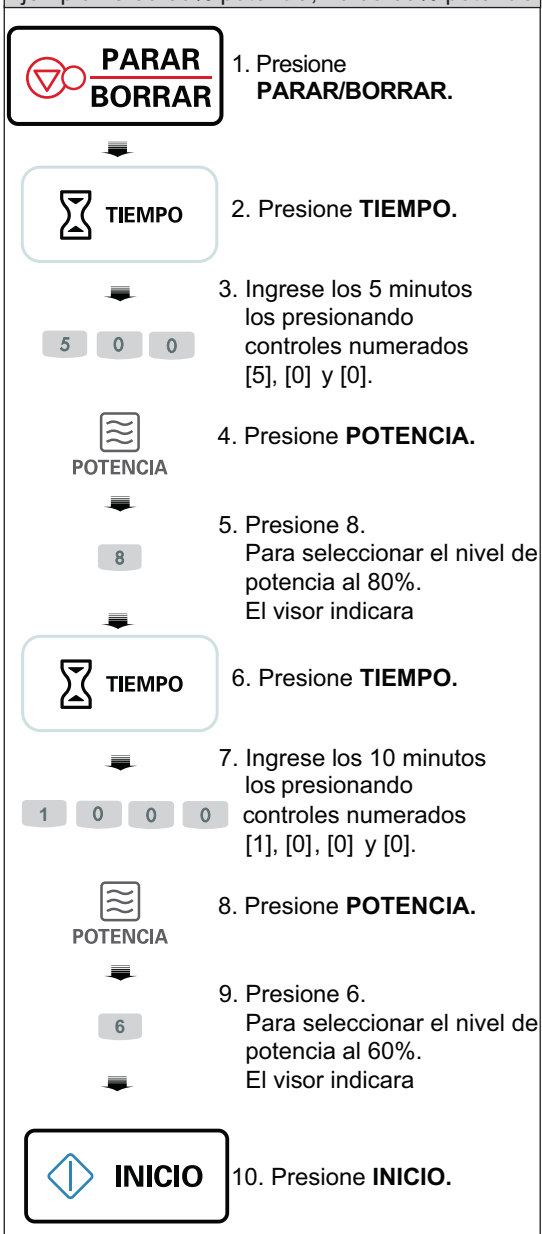 PARAR
BORRAR
1. Presione
PARAR/BORRAR.
TIEMPO
2. Presione TIEMPO.
3. Ingrese los 5 minutos
los presionando
controles numerados
[5], [0] y [0].
5 0 0
POTENCIA
4. Presione POTENCIA.
5. Presione 8.
Para seleccionar el nivel de
potencia al 80%.
El visor indicara
8
TIEMPO
6. Presione TIEMPO.
7. Ingrese los 10 minutos
los presionando
controles numerados
[1], [0], [0] y [0].
1 0 0 0
POTENCIA
8. Presione POTENCIA.
9. Presione 6.
Para seleccionar el nivel de
potencia al 60%.
El visor indicara
6
INICIO
10. Presione INICIO.